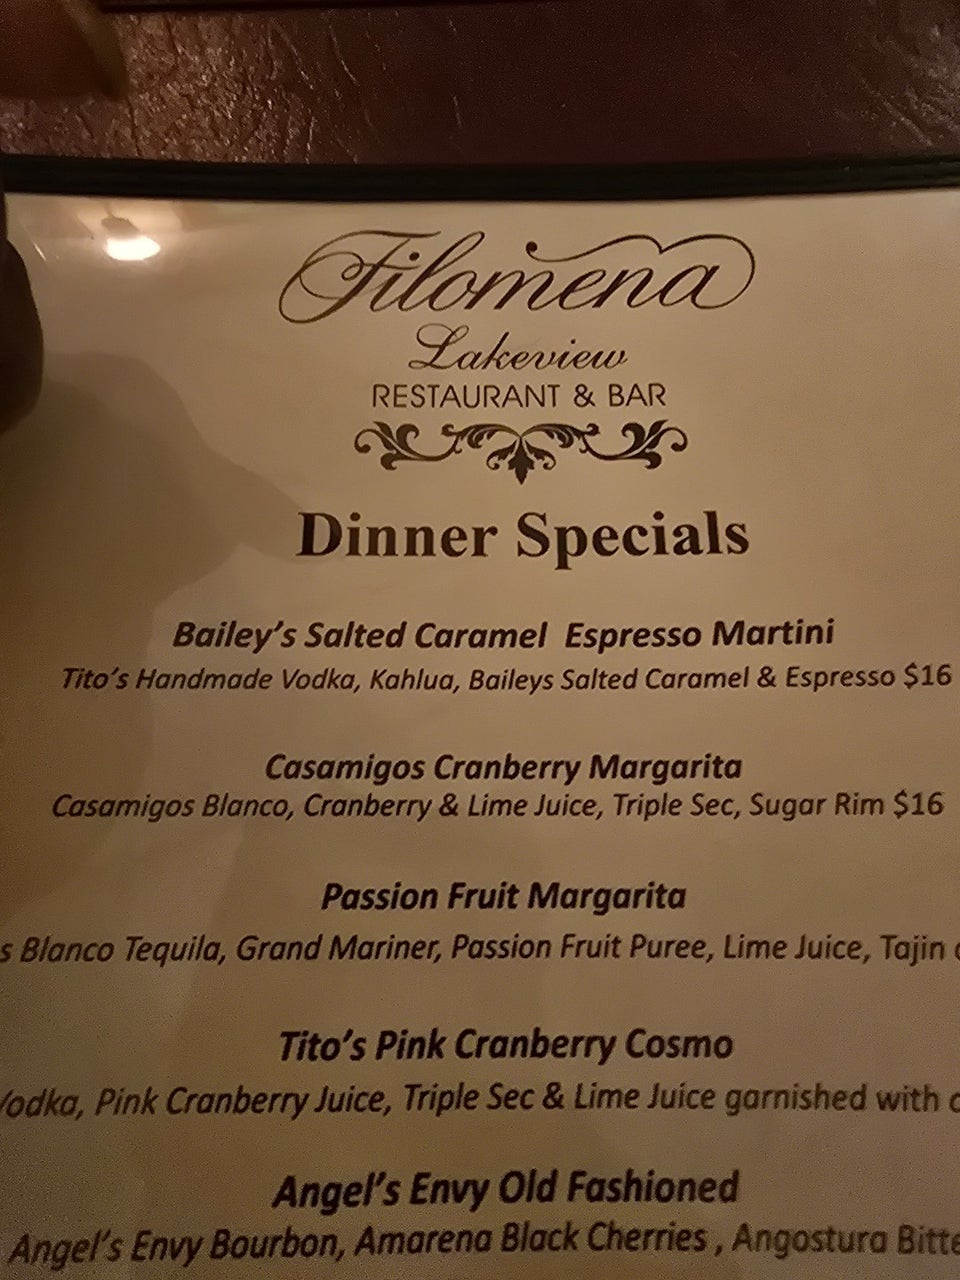 Filomena
Lakeview
RESTAURANT & BAR
Dinner Specials
Bailey's Salted Caramel Espresso Martini
Tito's Handmade Vodka, Kahlua, Baileys Salted Caramel & Espresso $16
Casamigos Cranberry Margarita
Casamigos Blanco, Cranberry & Lime Juice, Triple Sec, Sugar Rim $16
Passion Fruit Margarita
Blanco Tequila, Grand Mariner, Passion Fruit Puree, Lime Juice, Tajin
Tito's Pink Cranberry Cosmo
Vodka, Pink Cranberry Juice, Triple Sec & Lime Juice garnished with
Angel's Envy Old Fashioned
Angel's Envy Bourbon, Amarena Black Cherries , Angostura